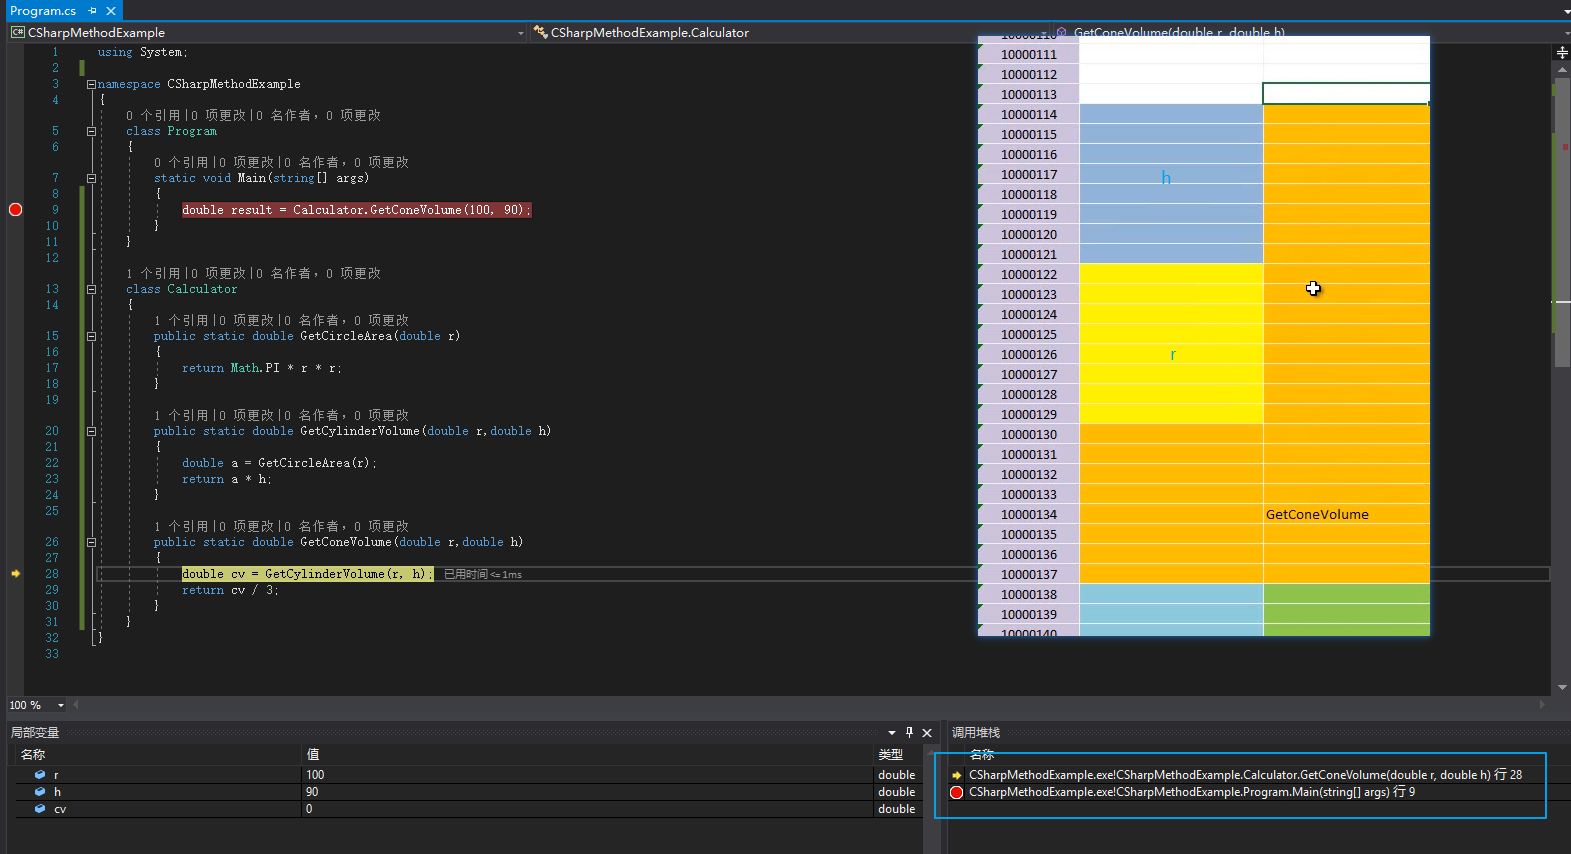 Program.cs
CSharpMethodExample
CSharpMethodExample.Calculator
GetConeVolume(double r, double h)
1 using System;
2
3 namespace CSharpMethodExample
4 {
0 个引用|0 项更改|0 名作者，0 项更改
5 class Program
6 {
0 个引用|0 项更改|0 名作者，0 项更改
7 static void Main(string[] args)
8 {
9 double result = Calculator.GetConeVolume(100, 90);
10 }
11 }
12
1 个引用|0 项更改|0 名作者，0 项更改
13 class Calculator
14 {
1 个引用|0 项更改|0 名作者，0 项更改
15 public static double GetCircleArea(double r)
16 {
17 return Math.PI * r * r;
18 }
19
1 个引用|0 项更改|0 名作者，0 项更改
20 public static double GetCylinderVolume(double r,double h)
21 {
22 double a = GetCircleArea(r);
23 return a * h;
24 }
25
1 个引用|0 项更改|0 名作者，0 项更改
26 public static double GetConeVolume(double r,double h)
27 {
28 double cv = GetCylinderVolume(r, h); 已用时间<=1ms
29 return cv / 3;
30 }
31 }
32 }
33
10000110
10000111
10000112
10000113
10000114
10000115
10000116
10000117 h
10000118
10000119
10000120
10000121
10000122
10000123
10000124
10000125
10000126 r
10000127
10000128
10000129
10000130
10000131
10000132
10000133
10000134 GetConeVolume
10000135
10000136
10000137
10000138
10000139
10000140
100 %
局部变量
名称 值 类型
r 100 double
h 90 double
cv 0 double
调用堆栈
名称
CSharpMethodExample.exe!CSharpMethodExample.Calculator.GetConeVolume(double r, double h) 行 28
CSharpMethodExample.exe!CSharpMethodExample.Program.Main(string[] args) 行 9